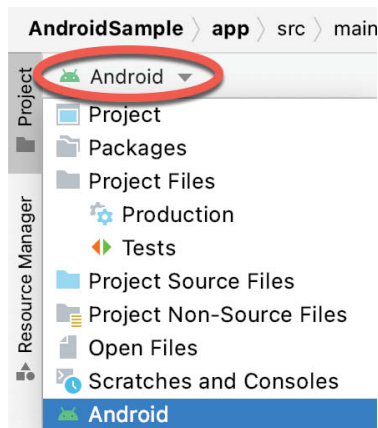 AndroidSample 〉 app 〉 src 〉 main
Project
Android
Project
Packages
Project Files
Production
Tests
Project Source Files
Project Non-Source Files
Open Files
Scratches and Consoles
Android
Resource Manager